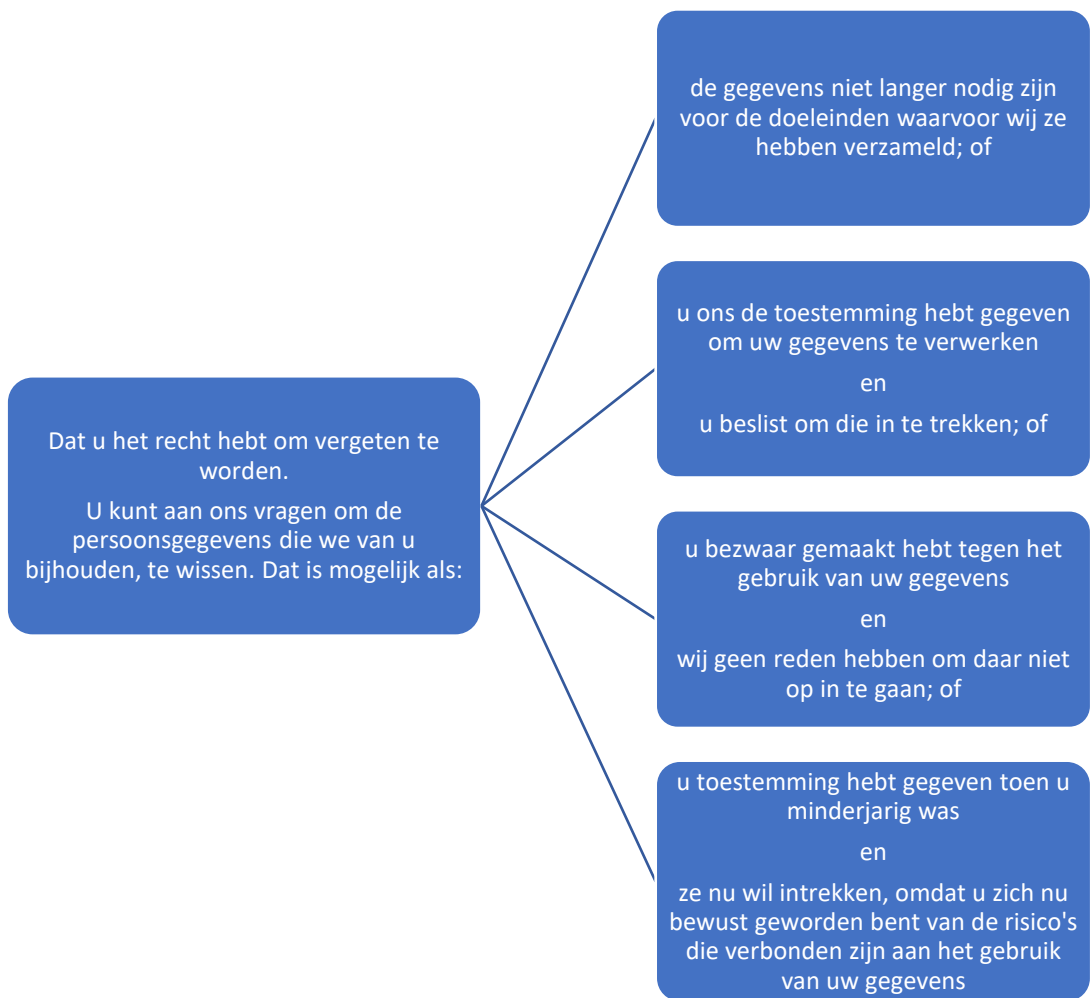 Dat u het recht hebt om vergeten te
worden.
U kunt aan ons vragen om de
persoonsgegevens die we van u
bijhouden, te wissen. Dat is mogelijk als:
de gegevens niet langer nodig zijn
voor de doeleinden waarvoor wij ze
hebben verzameld; of
u ons de toestemming hebt gegeven
om uw gegevens te verwerken
en
u beslist om die in te trekken; of
u bezwaar gemaakt hebt tegen het
gebruik van uw gegevens
en
wij geen reden hebben om daar niet
op in te gaan; of
u toestemming hebt gegeven toen u
minderjarig was
en
ze nu wil intrekken, omdat u zich nu
bewust geworden bent van de risico's
die verbonden zijn aan het gebruik
van uw gegevens